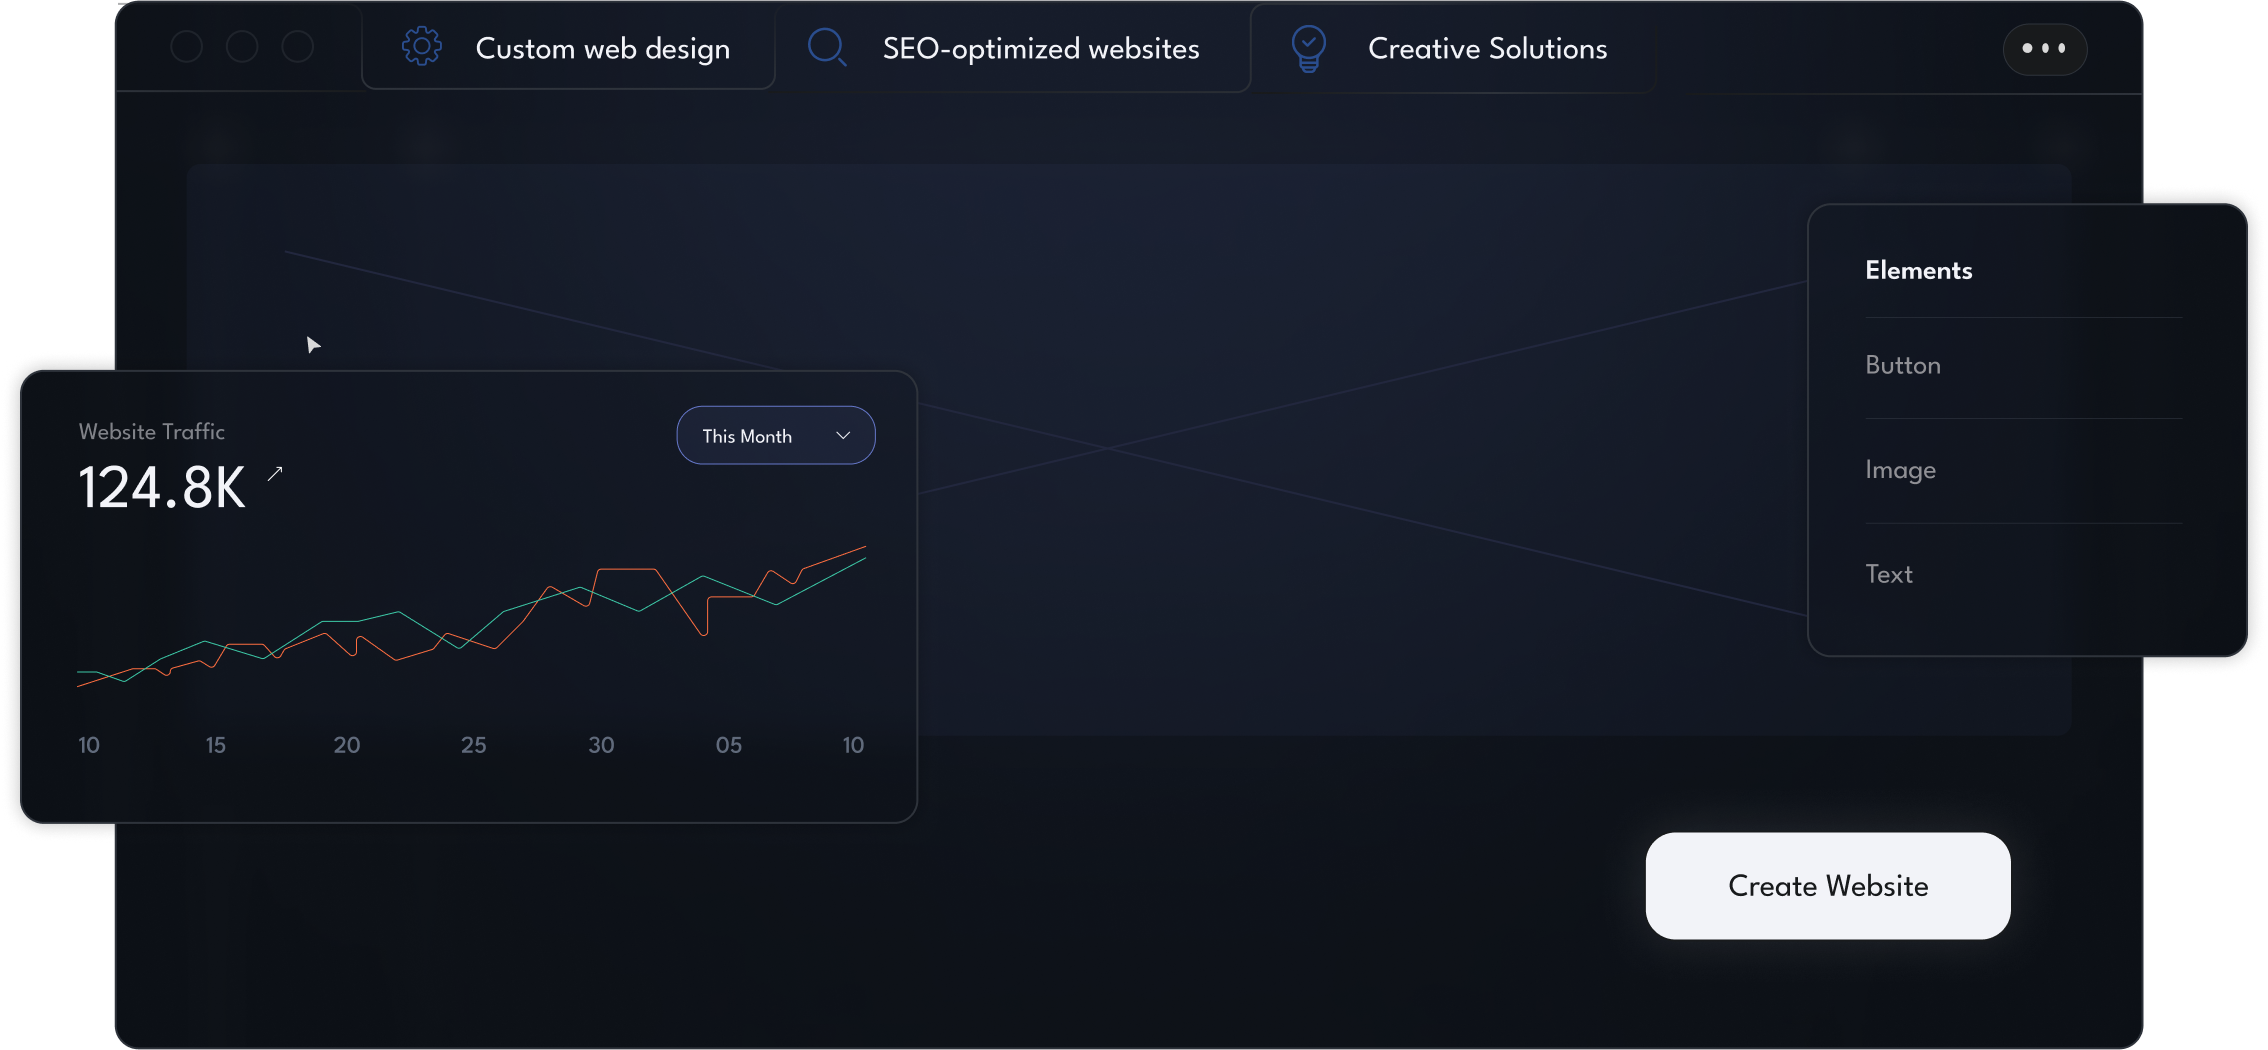 Custom web design
SEO-optimized websites
Creative Solutions
Elements
Button
Image
Text
Website Traffic
This Month
124.8K
10 15 20 25 30 05 10
Create Website